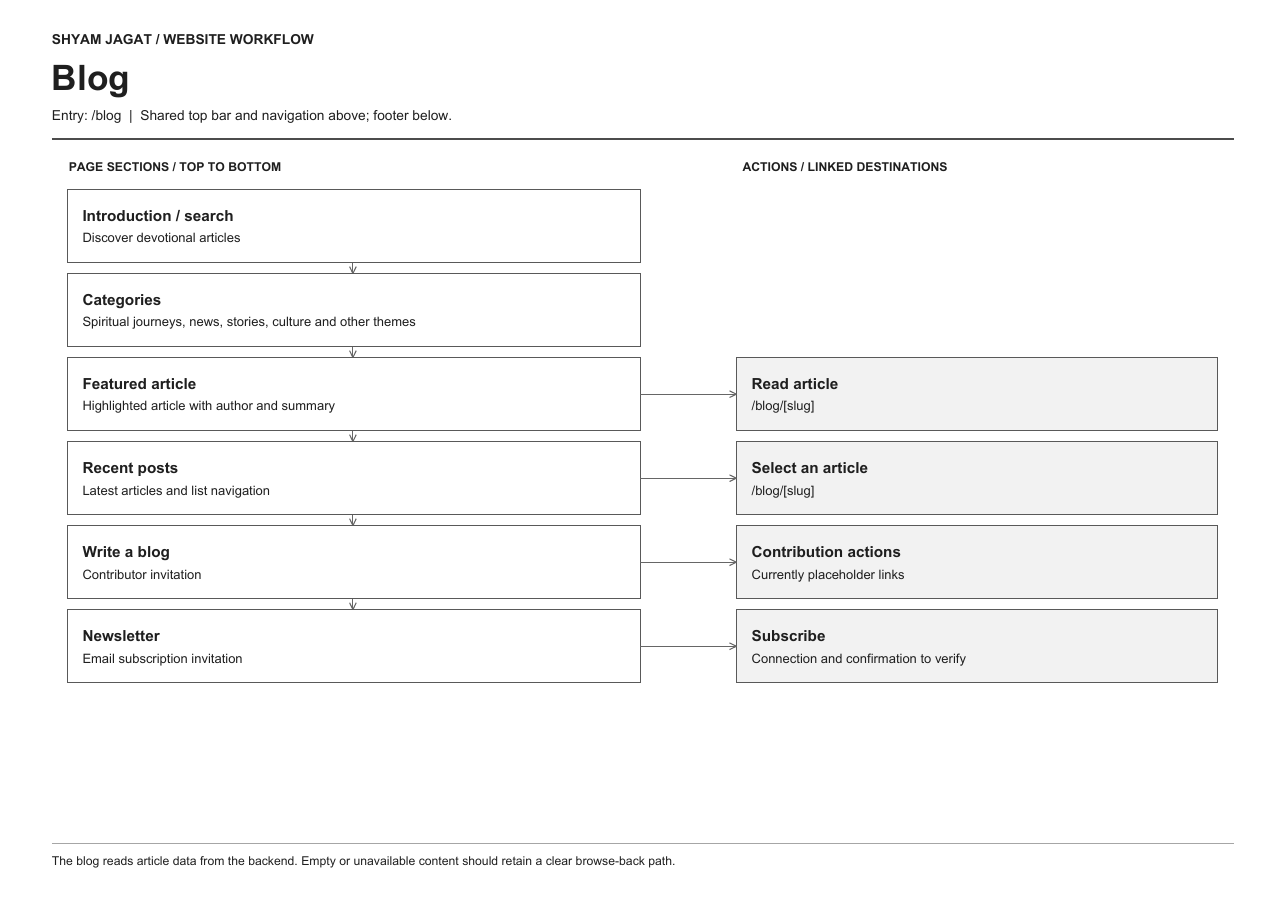 SHYAM JAGAT / WEBSITE WORKFLOW
Blog
Entry: /blog | Shared top bar and navigation above; footer below.
PAGE SECTIONS / TOP TO BOTTOM
ACTIONS / LINKED DESTINATIONS
Introduction / search
Discover devotional articles
Categories
Spiritual journeys, news, stories, culture and other themes
Featured article
Highlighted article with author and summary
Read article
/blog/[slug]
Recent posts
Latest articles and list navigation
Select an article
/blog/[slug]
Write a blog
Contributor invitation
Contribution actions
Currently placeholder links
Newsletter
Email subscription invitation
Subscribe
Connection and confirmation to verify
The blog reads article data from the backend. Empty or unavailable content should retain a clear browse-back path.